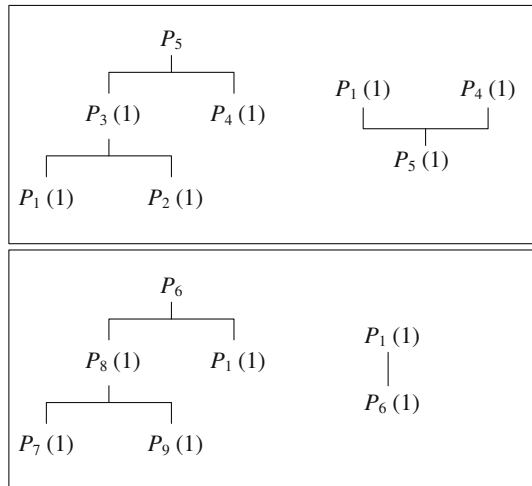 P₅
P₃ (1) P₄ (1)
P₁ (1) P₂ (1)
P₁ (1) P₄ (1)
P₅ (1)
P₆
P₈ (1) P₁ (1)
P₇ (1) P₉ (1)
P₁ (1)
P₆ (1)